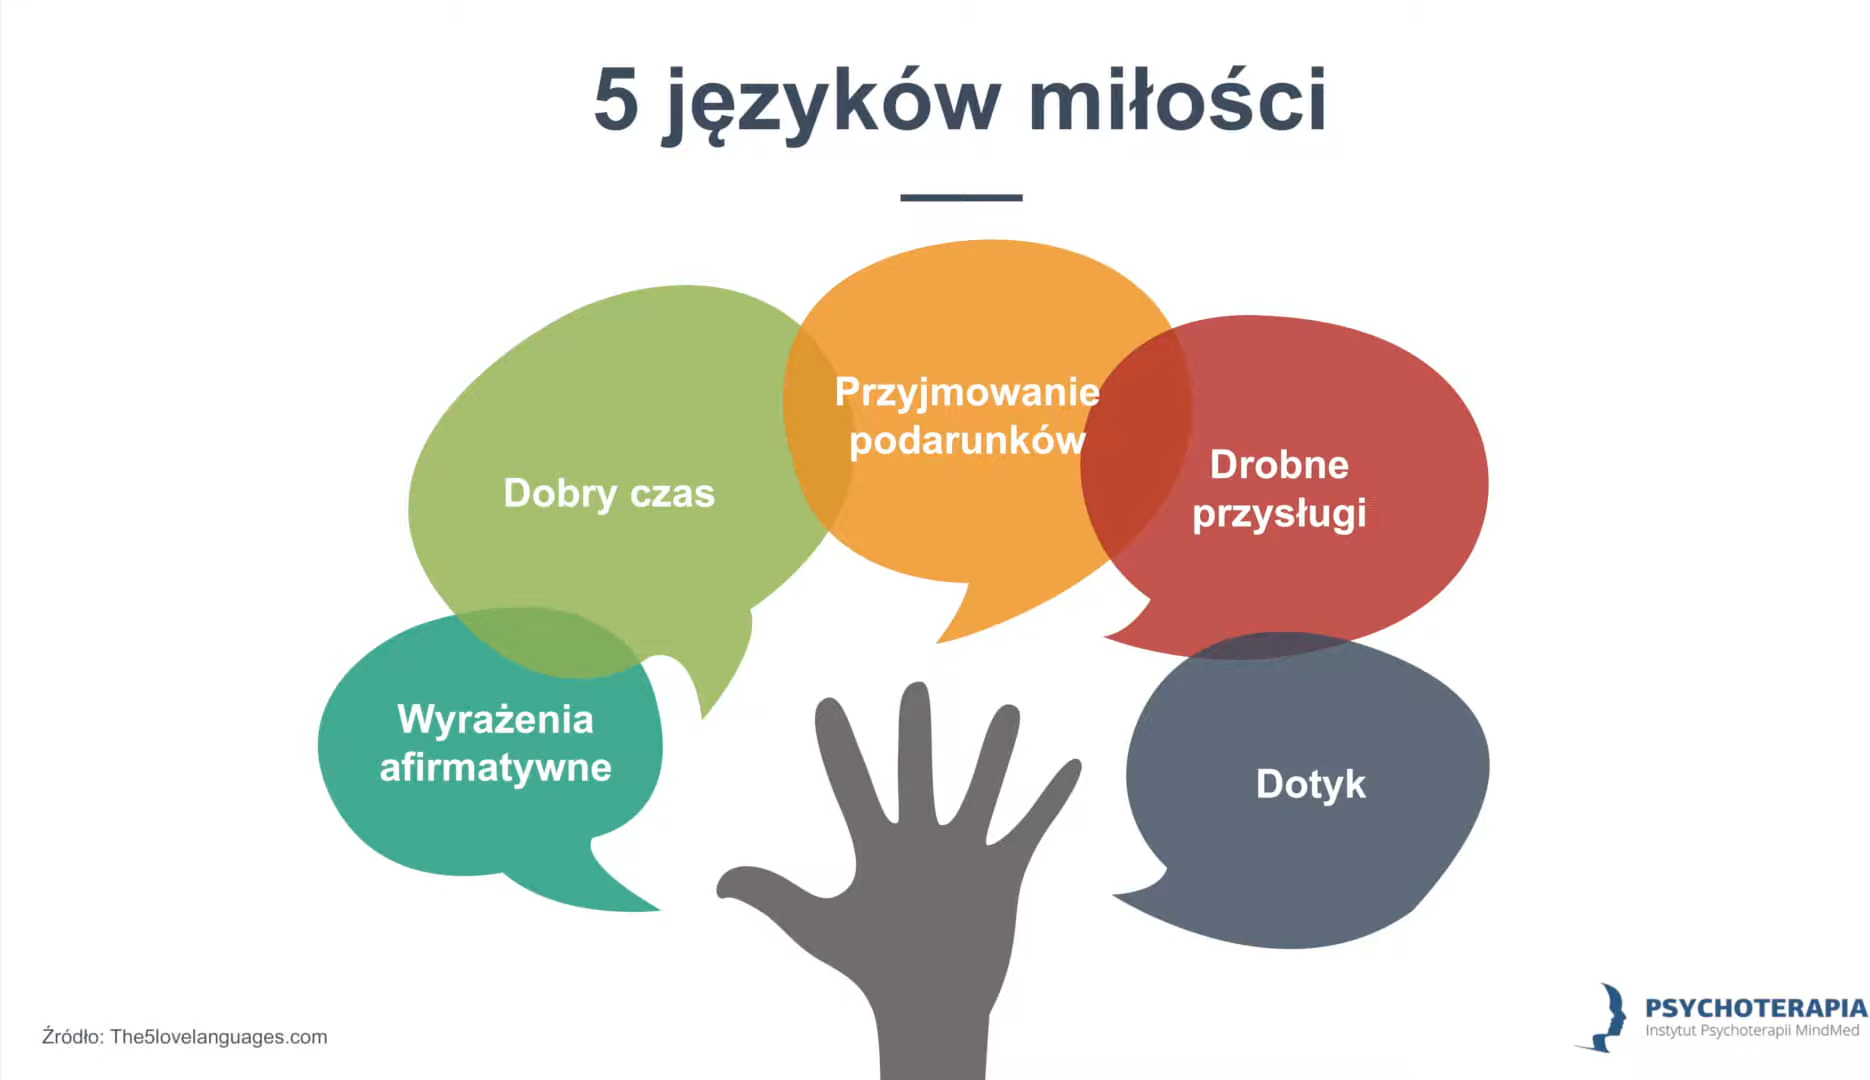 5 języków miłości
Dobry czas
Przyjmowanie
podarunków
Drobne
przysługi
Wyrażenia
afirmatywne
Dotyk
Źródło: The5lovelanguages.com
PSYCHOTERAPIA
Instytut Psychoterapii MindMed